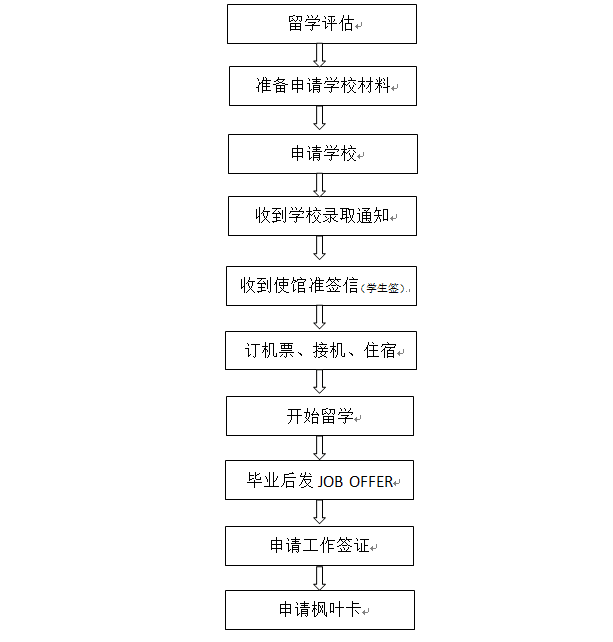 留学评估
准备申请学校材料
申请学校
收到学校录取通知
收到使馆准签信(学生签).
订机票、接机、住宿
开始留学
毕业后发 JOB OFFER
申请工作签证
申请枫叶卡